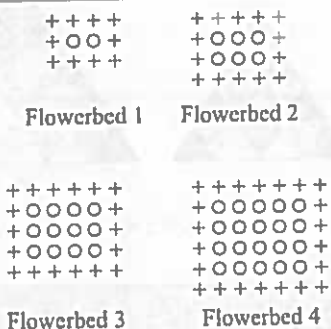 + + + +
+ O O +
+ + + +
Flowerbed 1
+ + + + +
+ O O O +
+ O O O +
+ + + + +
Flowerbed 2
+ + + + + +
+ O O O O +
+ O O O O +
+ O O O O +
+ + + + + +
Flowerbed 3
+ + + + + + +
+ O O O O O +
+ O O O O O +
+ O O O O O +
+ O O O O O +
+ + + + + + +
Flowerbed 4